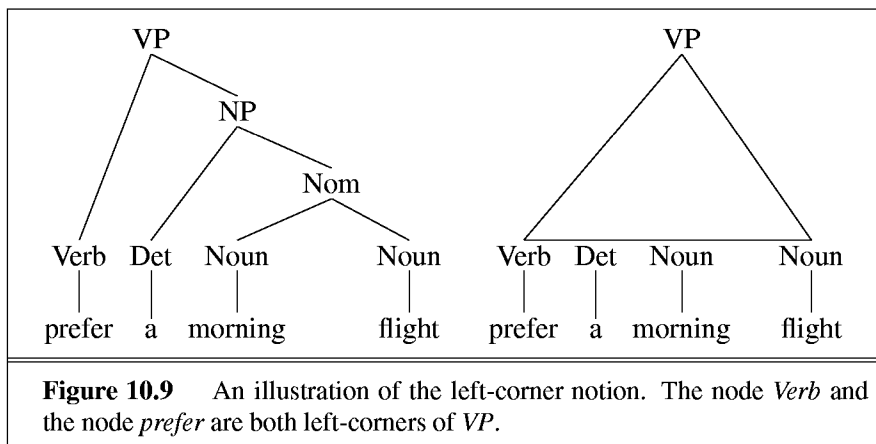 VP VP
NP
Nom
Verb Det Noun Noun Verb Det Noun Noun
prefer a morning flight prefer a morning flight
Figure 10.9 An illustration of the left-corner notion. The node Verb and
the node prefer are both left-corners of VP.